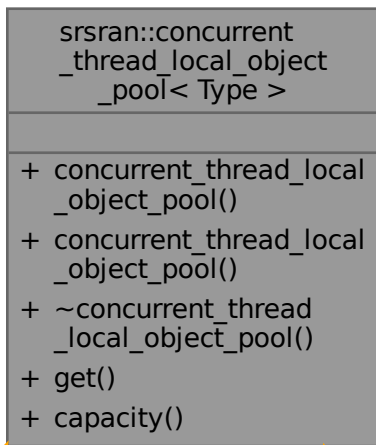 srsran::concurrent
_thread_local_object
_pool< Type >
+ concurrent_thread_local
_object_pool()
+ concurrent_thread_local
_object_pool()
+ ~concurrent_thread
_local_object_pool()
+ get()
+ capacity()